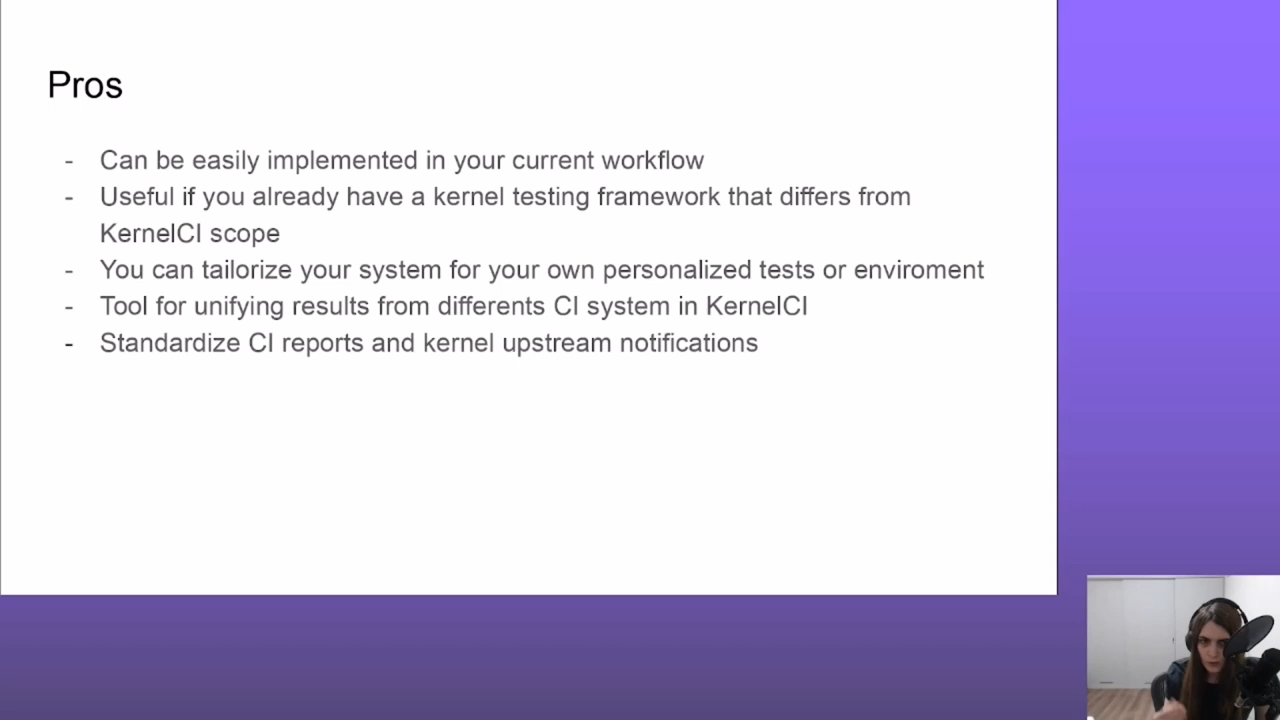 Pros
- Can be easily implemented in your current workflow
- Useful if you already have a kernel testing framework that differs from
KernelCI scope
- You can tailorize your system for your own personalized tests or enviroment
- Tool for unifying results from differents CI system in KernelCI
- Standardize CI reports and kernel upstream notifications